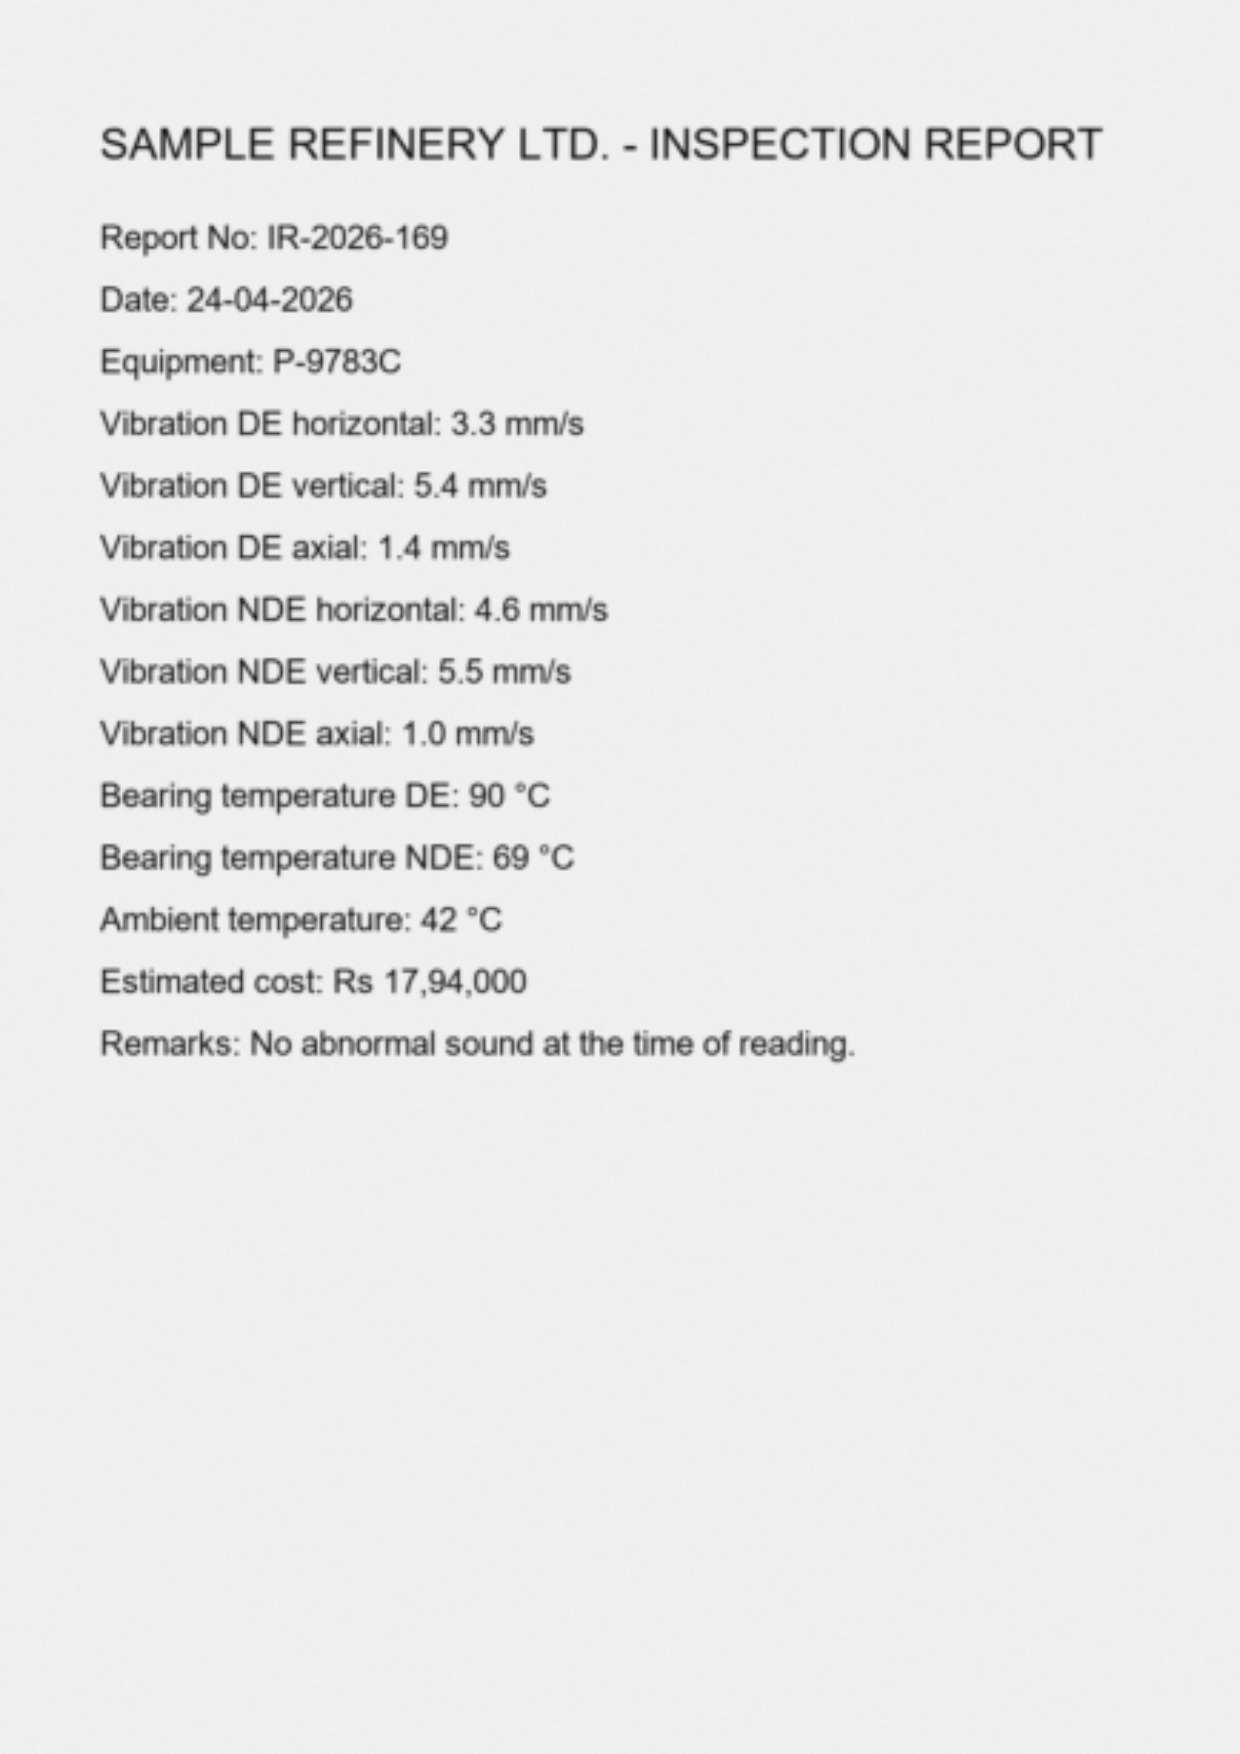 SAMPLE REFINERY LTD. - INSPECTION REPORT
Report No: IR-2026-169
Date: 24-04-2026
Equipment: P-9783C
Vibration DE horizontal: 3.3 mm/s
Vibration DE vertical: 5.4 mm/s
Vibration DE axial: 1.4 mm/s
Vibration NDE horizontal: 4.6 mm/s
Vibration NDE vertical: 5.5 mm/s
Vibration NDE axial: 1.0 mm/s
Bearing temperature DE: 90 °C
Bearing temperature NDE: 69 °C
Ambient temperature: 42 °C
Estimated cost: Rs 17,94,000
Remarks: No abnormal sound at the time of reading.